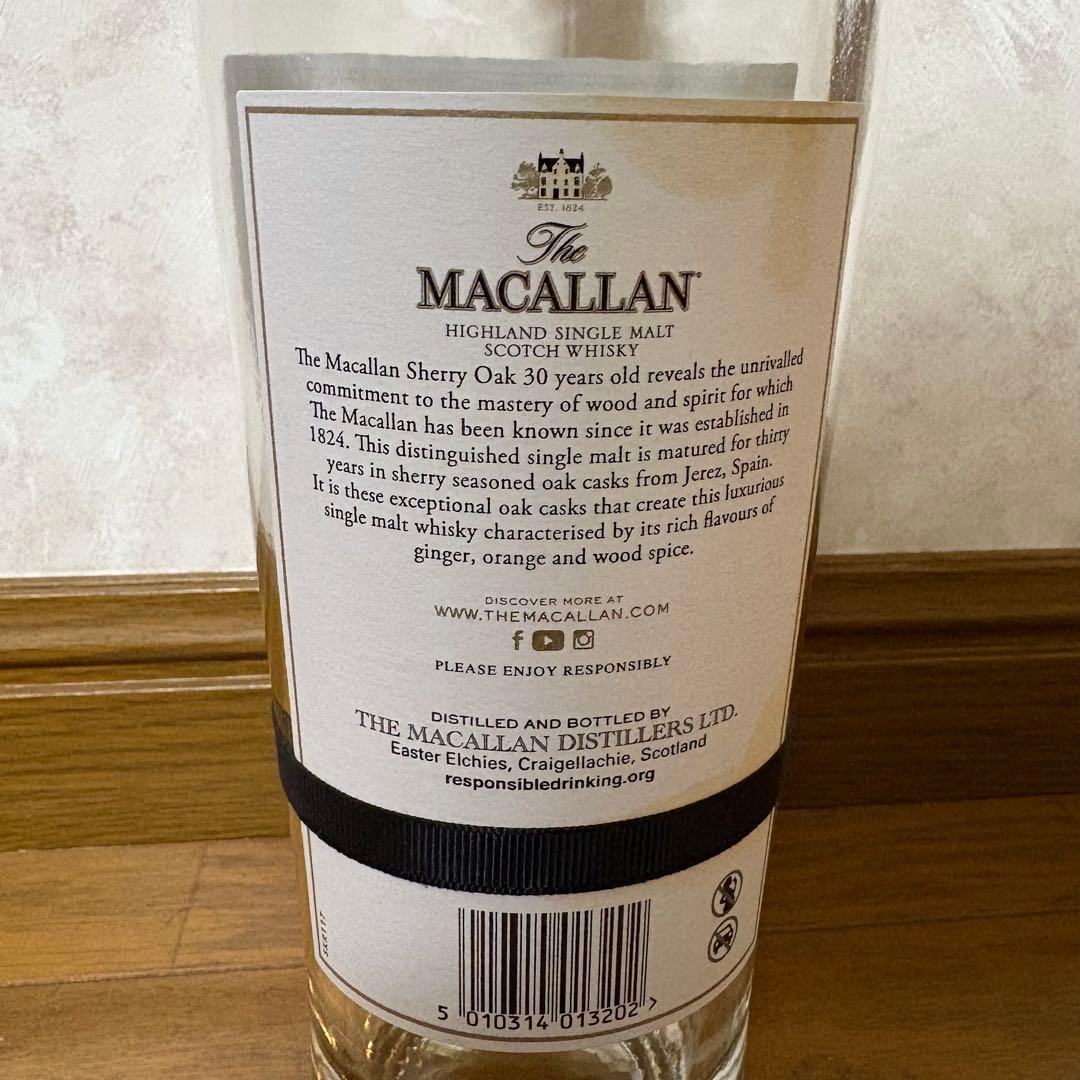 EST. 1824
The
MACALLAN
HIGHLAND SINGLE MALT
SCOTCH WHISKY
The Macallan Sherry Oak 30 years old reveals the unrivalled
commitment to the mastery of wood and spirit for which
The Macallan has been known since it was established in
1824. This distinguished single malt is matured for thirty
years in sherry seasoned oak casks from Jerez, Spain.
It is these exceptional oak casks that create this luxurious
single malt whisky characterised by its rich flavours of
ginger, orange and wood spice.
DISCOVER MORE AT
WWW.THEMACALLAN.COM
PLEASE ENJOY RESPONSIBLY
DISTILLED AND BOTTLED BY
THE MACALLAN DISTILLERS LTD.
Easter Elchies, Craigellachie, Scotland
responsibledrinking.org
5 010314 013202 >